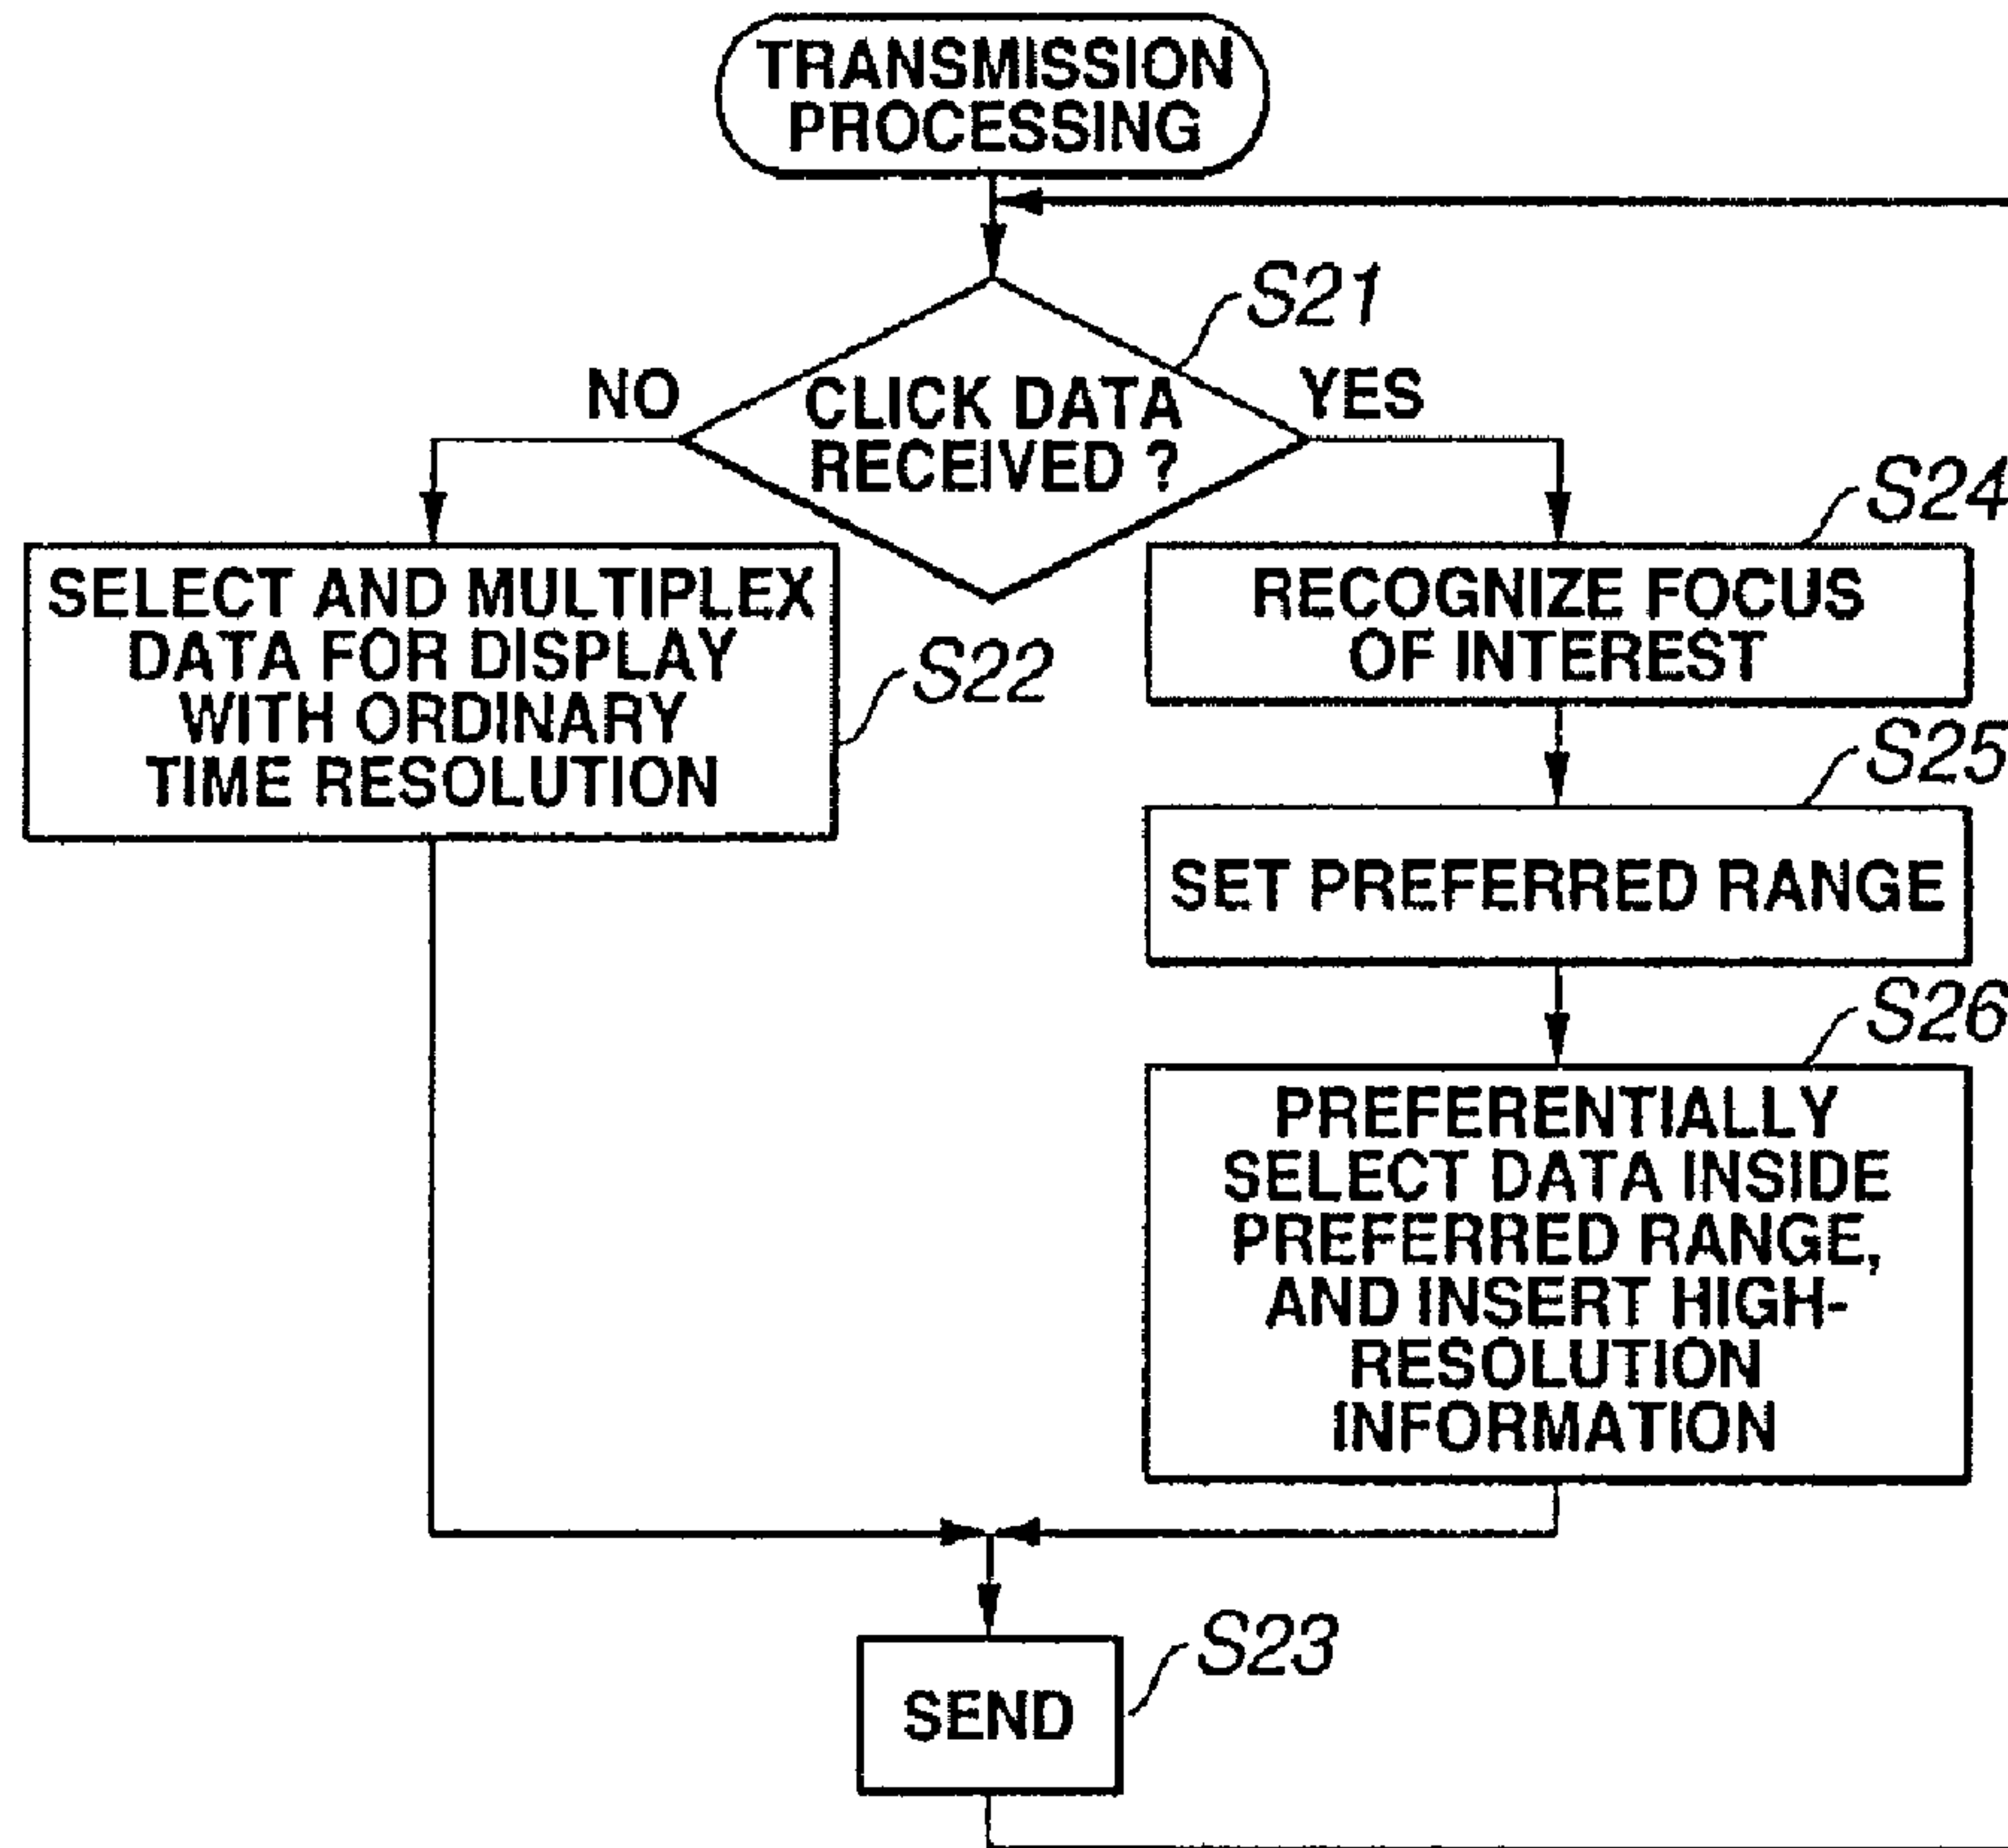 TRANSMISSION
PROCESSING
S21
NO
CLICK DATA
RECEIVED ?
YES
S24
SELECT AND MULTIPLEX
DATA FOR DISPLAY
WITH ORDINARY
TIME RESOLUTION
S22
RECOGNIZE FOCUS
OF INTEREST
S25
SET PREFERRED RANGE
S26
PREFERENTIALLY
SELECT DATA INSIDE
PREFERRED RANGE,
AND INSERT HIGH-
RESOLUTION
INFORMATION
S23
SEND